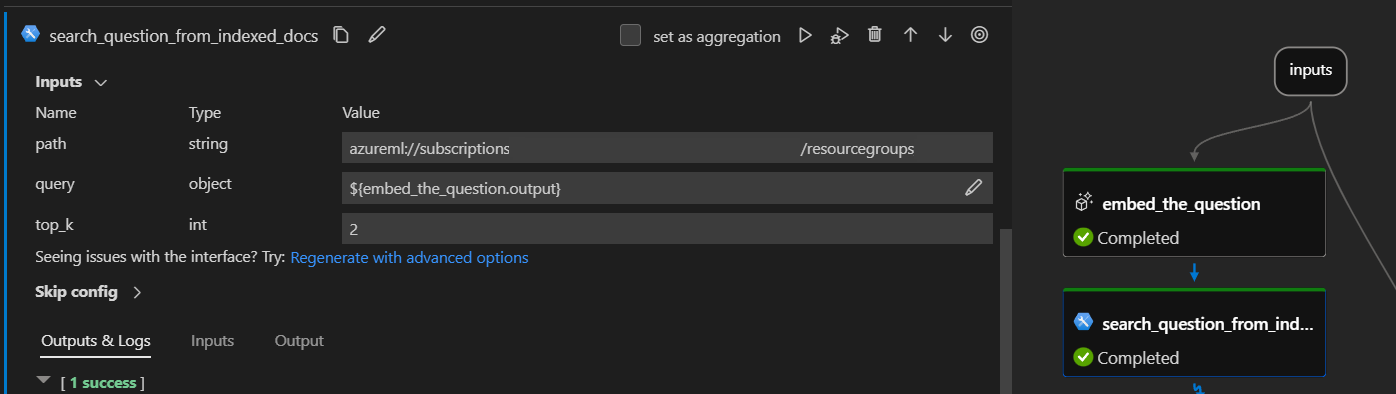 search_question_from_indexed_docs
set as aggregation
Inputs
Name Type Value
path string azureml://subscriptions /resourcegroups
query object ${embed_the_question.output}
top_k int 2
Seeing issues with the interface? Try: Regenerate with advanced options
Skip config
Outputs & Logs Inputs Output
[ 1 success ]
inputs
embed_the_question
Completed
search_question_from_ind...
Completed